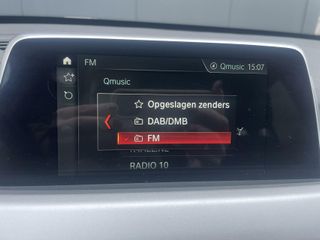 FM
Qmusic 15:07
Qmusic
Opgeslagen zenders
DAB/DMB
FM
RADIO 10